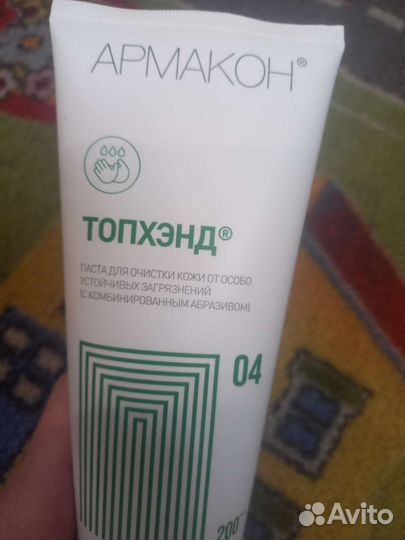 АРМАКОН®
ТОПХЭНД®
ПАСТА ДЛЯ ОЧИСТКИ КОЖИ ОТ ОСОБО
УСТОЙЧИВЫХ ЗАГРЯЗНЕНИЙ
(С КОМБИНИРОВАННЫМ АБРАЗИВОМ)
04
200
Avito